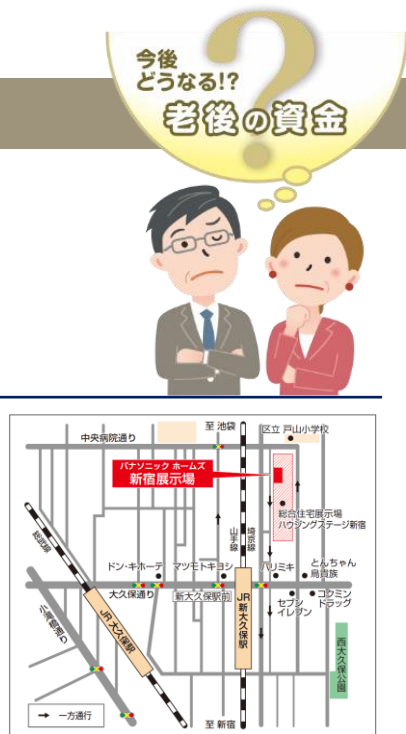 今後
どうなる!?
老後の資金
?
至 池袋
区立 戸山小学校
中央病院通り
パナソニック ホームズ
新宿展示場
総合住宅展示場
ハウジングステージ新宿
山手線
埼京線
総武線
ドン・キホーテ
マツモトキヨシ
パリミキ
とんちゃん
鳥貴族
大久保通り
新大久保駅前
セブン
イレブン
コクミン
ドラッグ
小滝橋通り
JR 大久保駅
JR 新大久保駅
西大久保公園
→ 一方通行
至 新宿